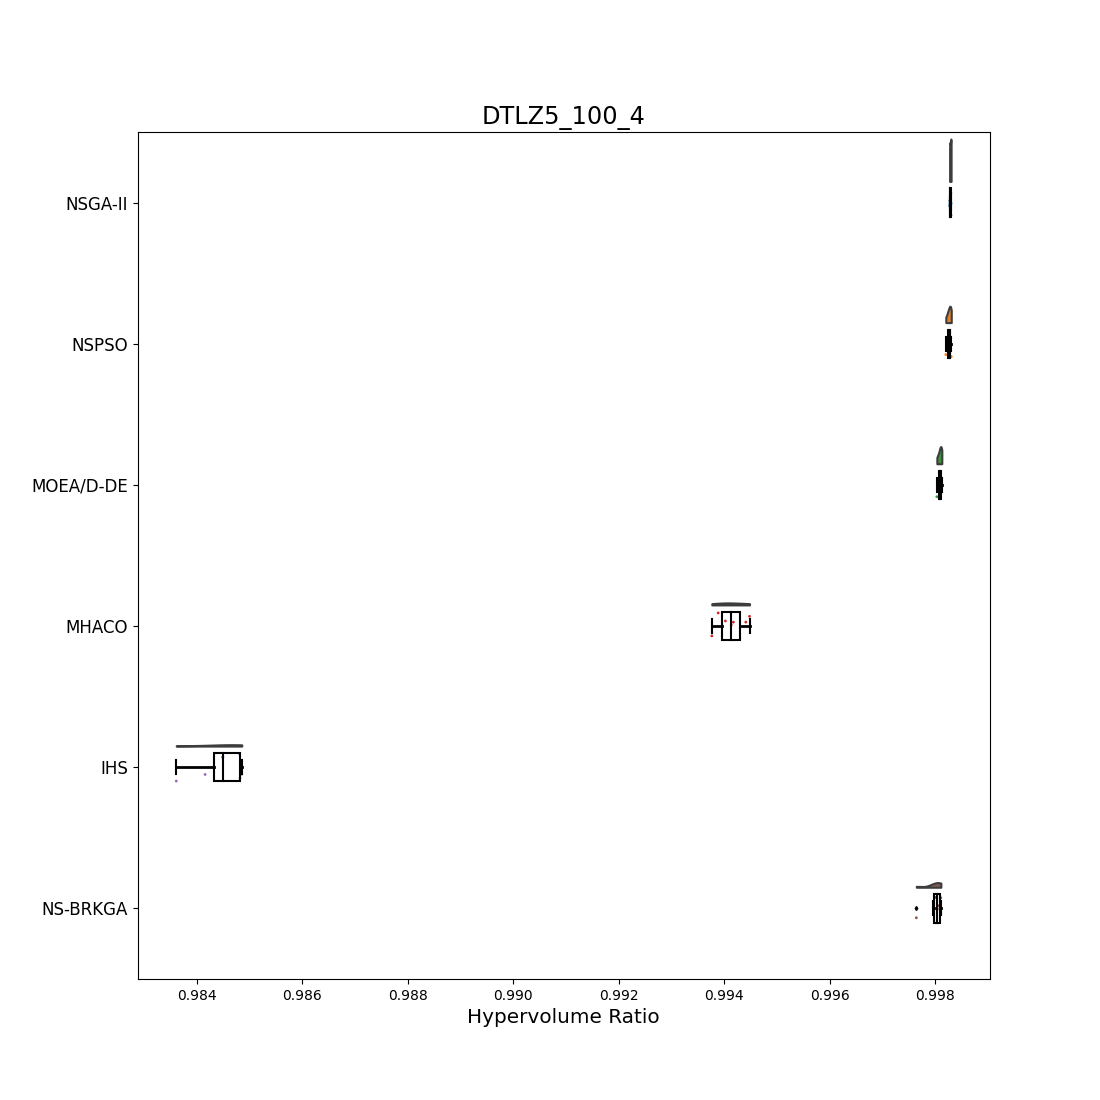 DTLZ5_100_4
NSGA-II
NSPSO
MOEA/D-DE
MHACO
IHS
NS-BRKGA
0.984 0.986 0.988 0.990 0.992 0.994 0.996 0.998
Hypervolume Ratio